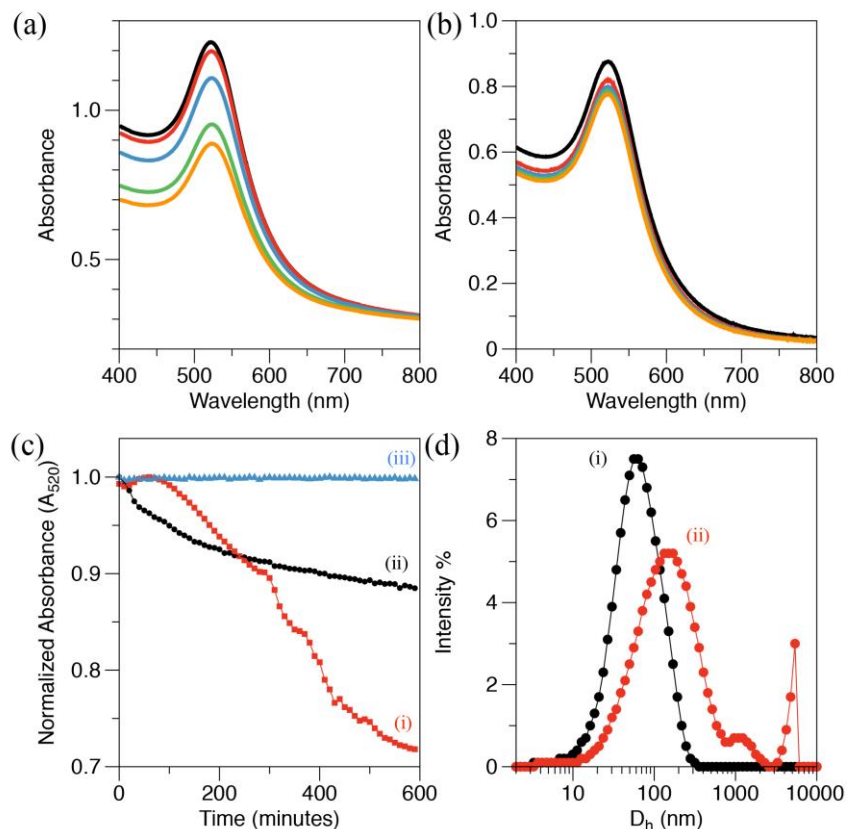 (a)
Absorbance
1.0
0.5
400 500 600 700 800
Wavelength (nm)
(b)
Absorbance
1.0
0.8
0.6
0.4
0.2
0
400 500 600 700 800
Wavelength (nm)
(c)
Normalized Absorbance (A520)
1.0
0.9
0.8
0.7
(iii)
(ii)
(i)
0 200 400 600
Time (minutes)
(d)
Intensity %
8
6
4
2
0
(i)
(ii)
10 100 1000 10000
Dh (nm)